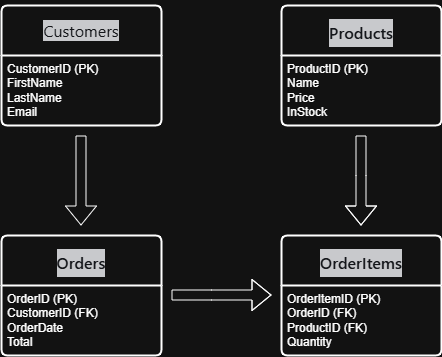 Customers
CustomerID (PK)
FirstName
LastName
Email
Products
ProductID (PK)
Name
Price
InStock
Orders
OrderID (PK)
CustomerID (FK)
OrderDate
Total
OrderItems
OrderItemID (PK)
OrderID (FK)
ProductID (FK)
Quantity